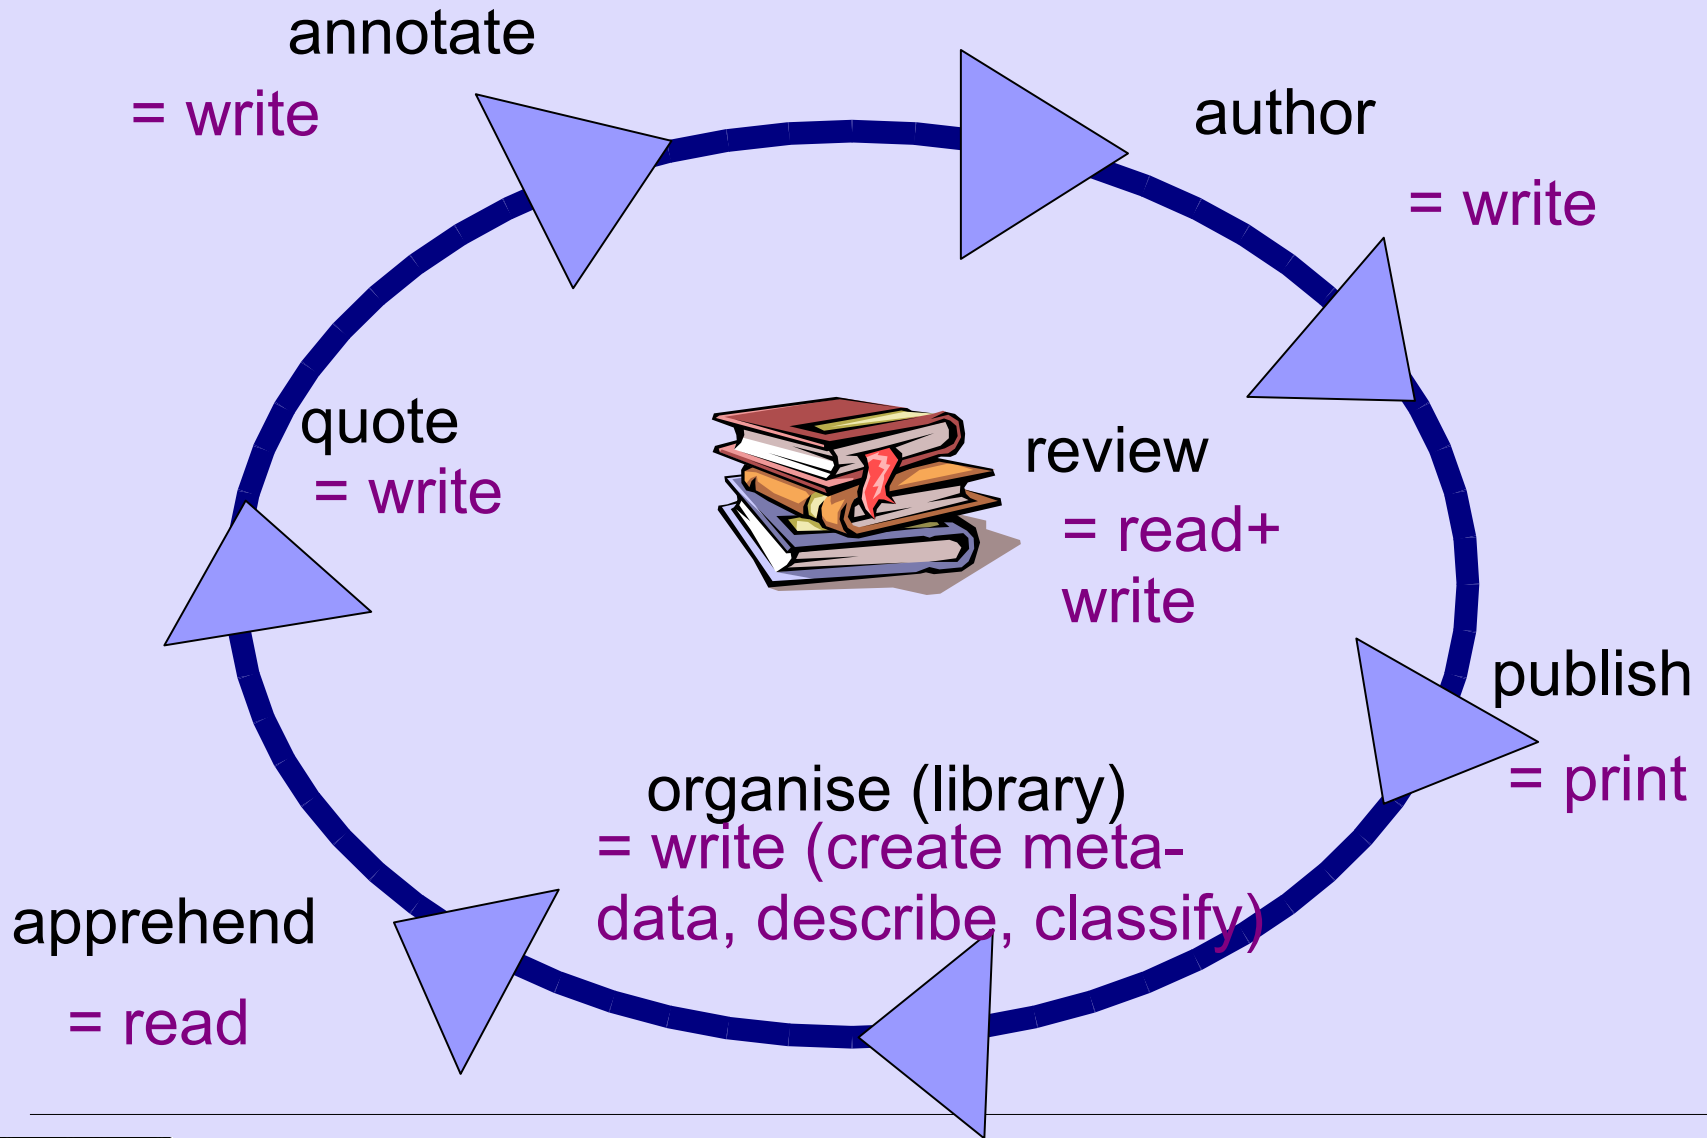 annotate
= write
author
= write
quote
= write
review
= read+
write
publish
= print
organise (library)
= write (create meta-
data, describe, classify)
apprehend
= read